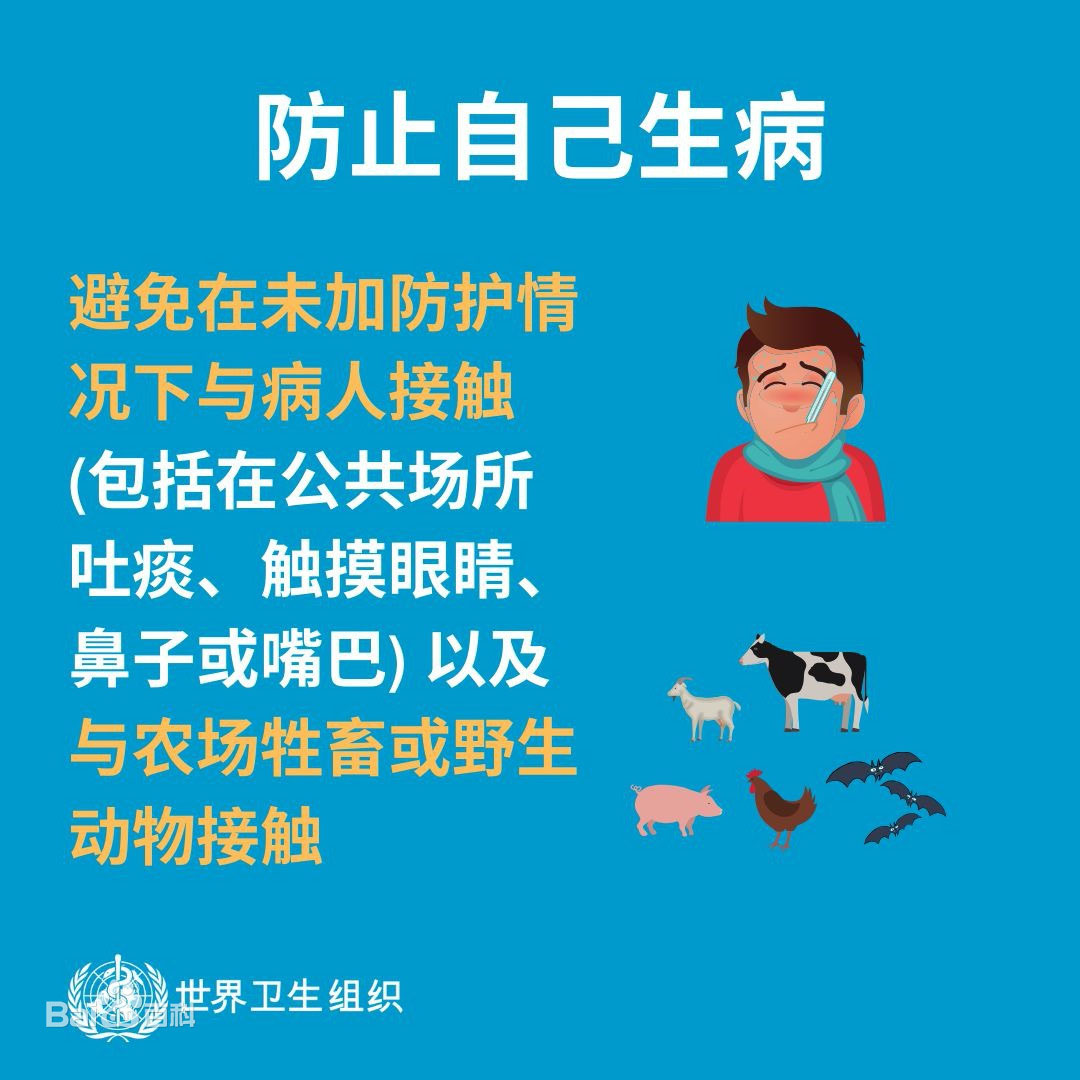 防止自己生病
避免在未加防护情
况下与病人接触
(包括在公共场所
吐痰、触摸眼睛、
鼻子或嘴巴) 以及
与农场牲畜或野生
动物接触
世界卫生组织
Baidu百科